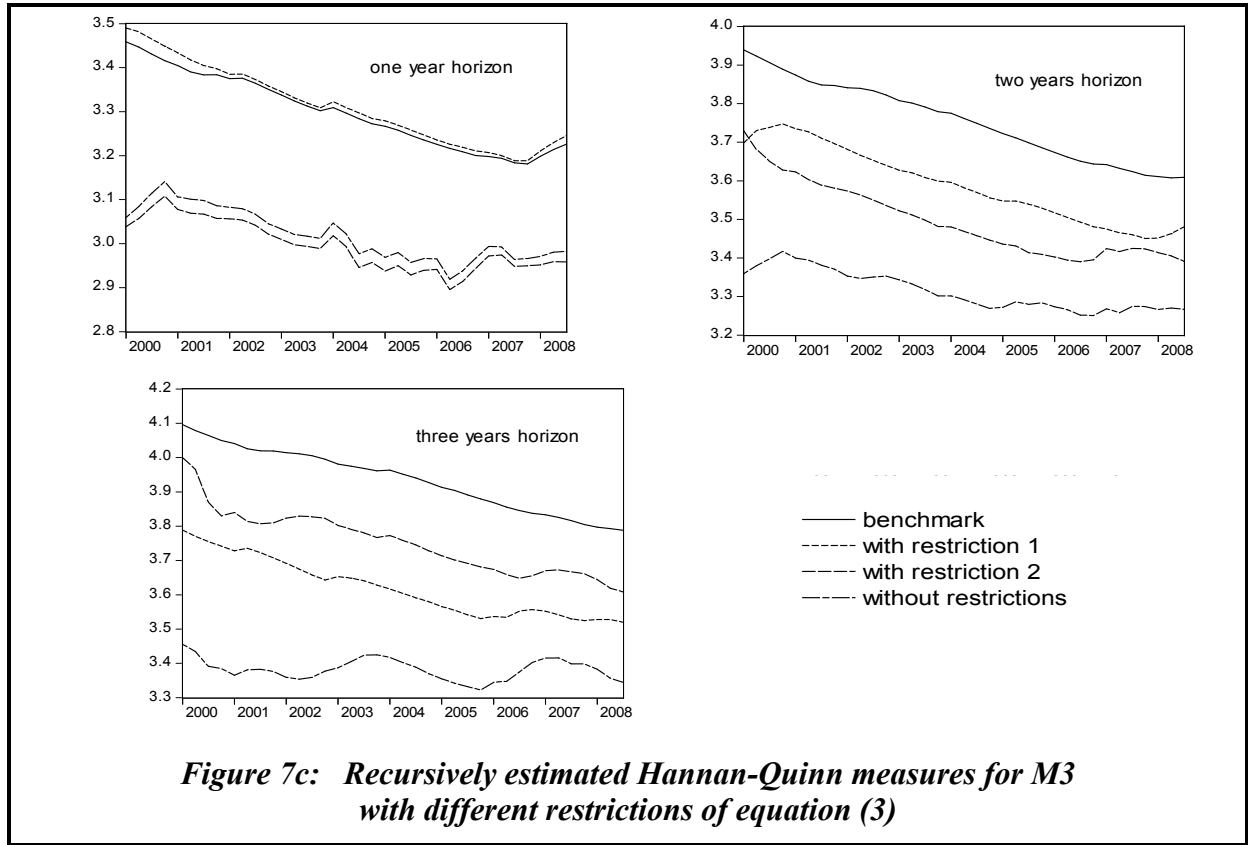 one year horizon
3.5
3.4
3.3
3.2
3.1
3.0
2.9
2.8
2000 2001 2002 2003 2004 2005 2006 2007 2008
two years horizon
4.0
3.9
3.8
3.7
3.6
3.5
3.4
3.3
3.2
2000 2001 2002 2003 2004 2005 2006 2007 2008
three years horizon
4.2
4.1
4.0
3.9
3.8
3.7
3.6
3.5
3.4
3.3
2000 2001 2002 2003 2004 2005 2006 2007 2008
benchmark
with restriction 1
with restriction 2
without restrictions
Figure 7c: Recursively estimated Hannan-Quinn measures for M3
with different restrictions of equation (3)